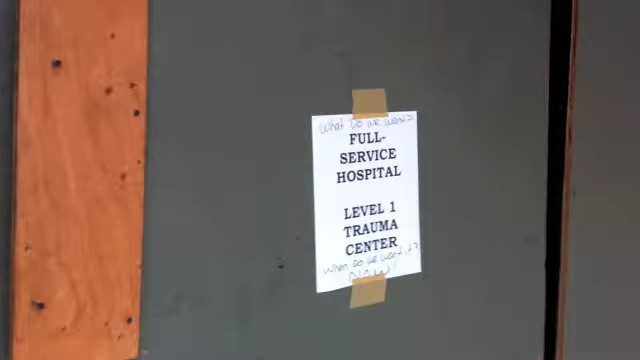 What do we want?
FULL-
SERVICE
HOSPITAL
LEVEL 1
TRAUMA
CENTER
When do we want it?
NOW!